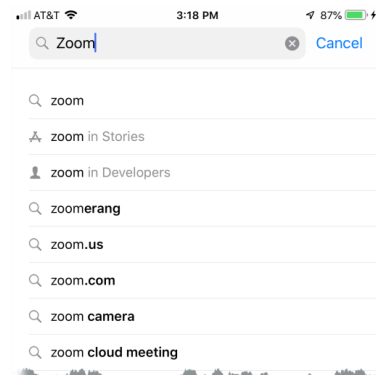 AT&T 3:18 PM 87%
Zoom Cancel
zoom
zoom in Stories
zoom in Developers
zoomerang
zoom.us
zoom.com
zoom camera
zoom cloud meeting